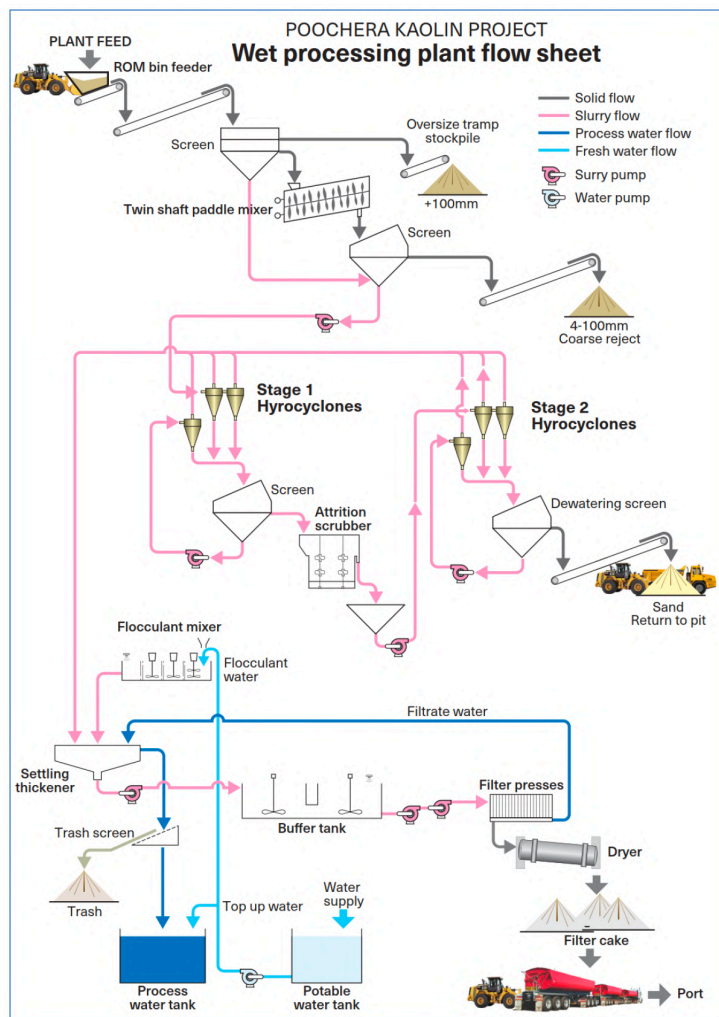 POOCHERA KAOLIN PROJECT
Wet processing plant flow sheet
PLANT FEED
ROM bin feeder
Solid flow
Slurry flow
Process water flow
Fresh water flow
Surry pump
Water pump
Screen
Oversize tramp
stockpile
+100mm
Twin shaft paddle mixer
Screen
4-100mm
Coarse reject
Stage 1
Hyrocyclones
Stage 2
Hyrocyclones
Screen
Attrition
scrubber
Dewatering screen
Sand
Return to pit
Flocculant mixer
Flocculant
water
Filtrate water
Settling
thickener
Buffer tank
Filter presses
Trash screen
Dryer
Trash
Top up water
Water
supply
Filter cake
Process
water tank
Potable
water tank
Port